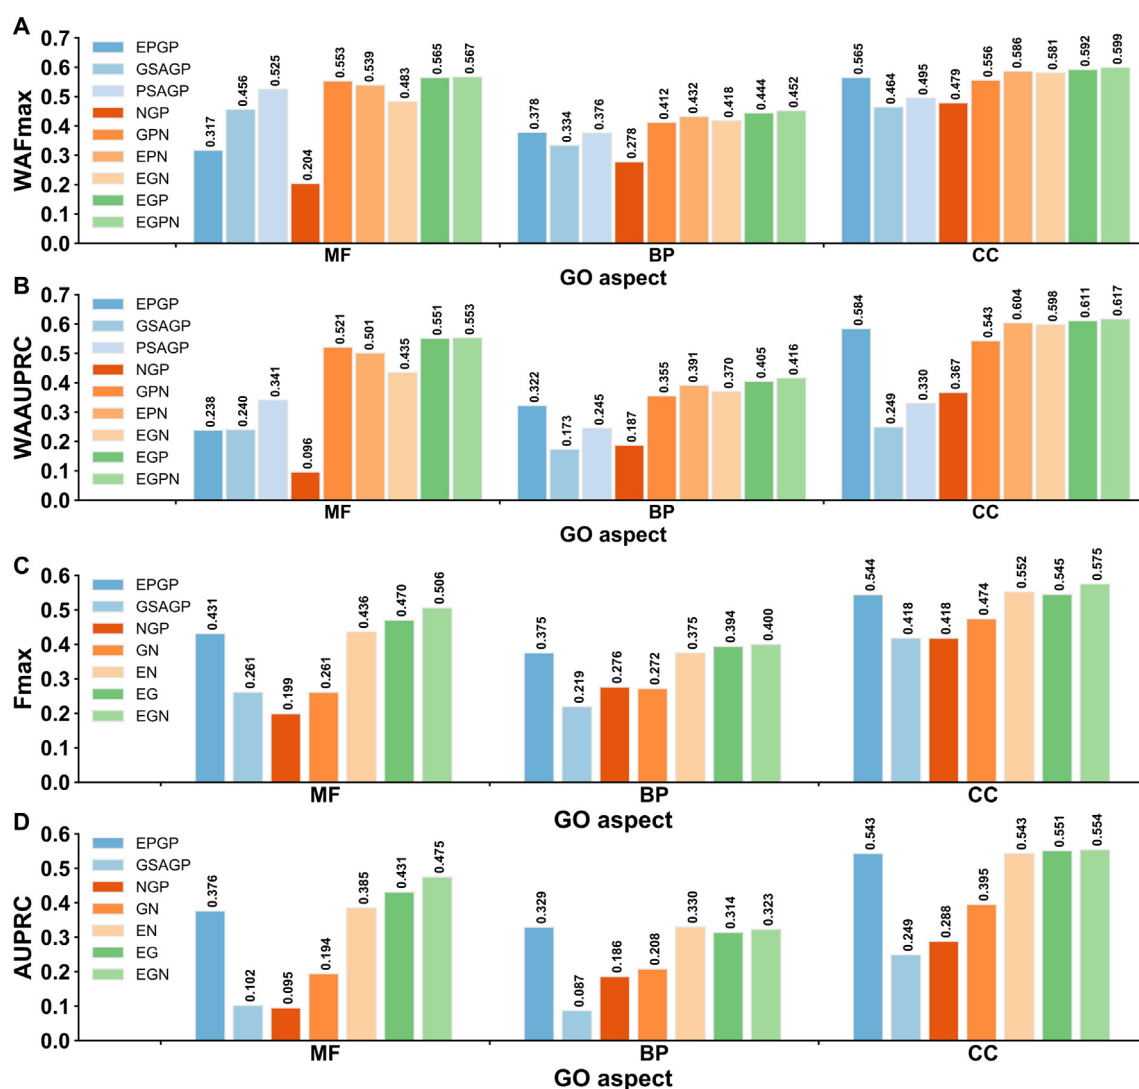 A
WAFmax
0.7
0.6
0.5
0.4
0.3
0.2
0.1
0.0
EPGP
GSAGP
PSAGP
NGP
GPN
EPN
EGN
EGP
EGPN
0.317
0.456
0.525
0.204
0.553
0.539
0.483
0.565
0.567
0.378
0.334
0.376
0.278
0.412
0.432
0.418
0.444
0.452
0.565
0.464
0.495
0.479
0.556
0.586
0.581
0.592
0.599
MF BP CC
GO aspect
B
WAAUPRC
0.7
0.6
0.5
0.4
0.3
0.2
0.1
0.0
EPGP
GSAGP
PSAGP
NGP
GPN
EPN
EGN
EGP
EGPN
0.238
0.240
0.341
0.096
0.521
0.501
0.435
0.551
0.553
0.322
0.173
0.245
0.187
0.355
0.391
0.370
0.405
0.416
0.584
0.249
0.330
0.367
0.543
0.604
0.598
0.611
0.617
MF BP CC
GO aspect
C
Fmax
0.6
0.5
0.4
0.3
0.2
0.1
0.0
EPGP
GSAGP
NGP
GN
EN
EG
EGN
0.431
0.261
0.199
0.261
0.436
0.470
0.506
0.375
0.219
0.276
0.272
0.375
0.394
0.400
0.544
0.418
0.418
0.474
0.552
0.545
0.575
MF BP CC
GO aspect
D
AUPRC
0.6
0.5
0.4
0.3
0.2
0.1
0.0
EPGP
GSAGP
NGP
GN
EN
EG
EGN
0.376
0.102
0.095
0.194
0.385
0.431
0.475
0.329
0.087
0.186
0.208
0.330
0.314
0.323
0.543
0.249
0.288
0.395
0.543
0.551
0.554
MF BP CC
GO aspect